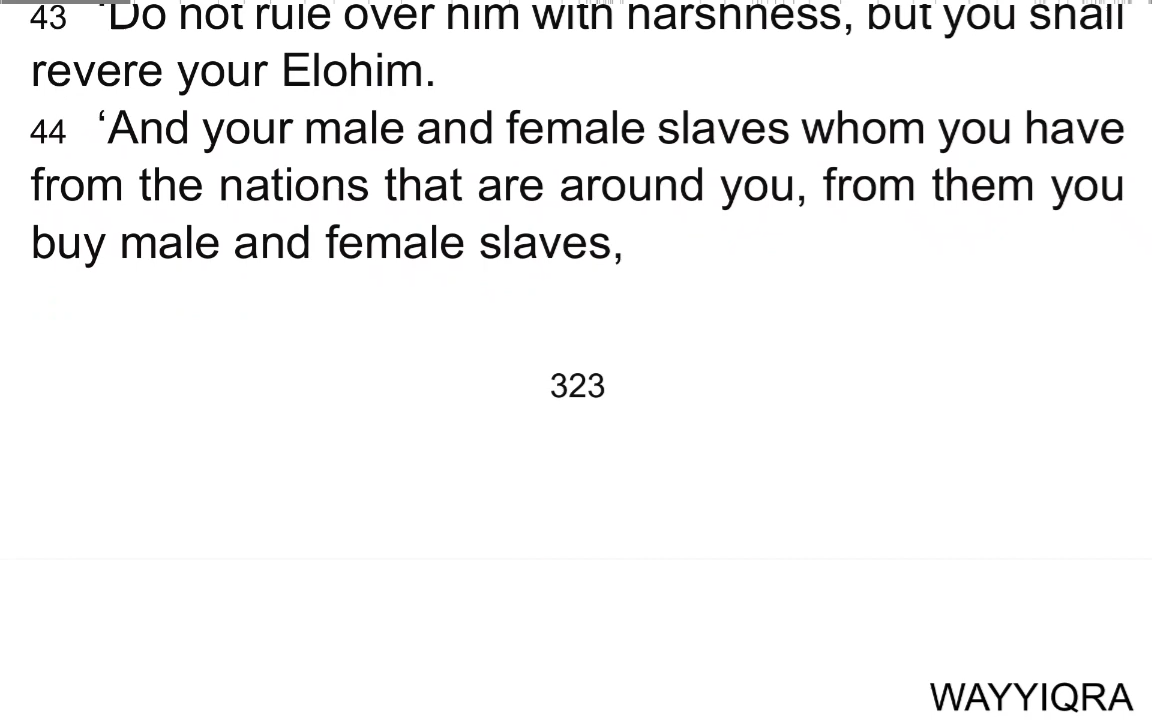 43 ‘Do not rule over him with harshness, but you shall
revere your Elohim.
44 ‘And your male and female slaves whom you have
from the nations that are around you, from them you
buy male and female slaves,
323
WAYYIQRA